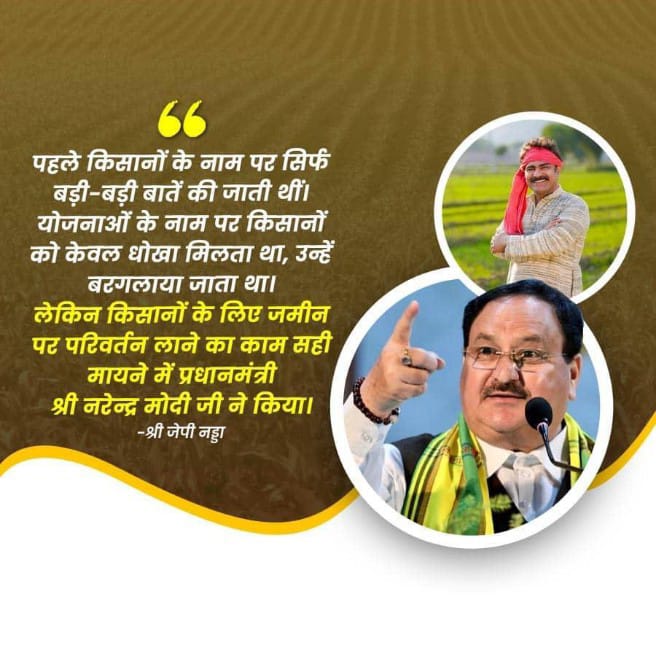 पहले किसानों के नाम पर सिर्फ
बड़ी-बड़ी बातें की जाती थीं।
योजनाओं के नाम पर किसानों
को केवल धोखा मिलता था, उन्हें
बरगलाया जाता था।
लेकिन किसानों के लिए जमीन
पर परिवर्तन लाने का काम सही
मायने में प्रधानमंत्री
श्री नरेन्द्र मोदी जी ने किया।
-श्री जेपी नड्डा